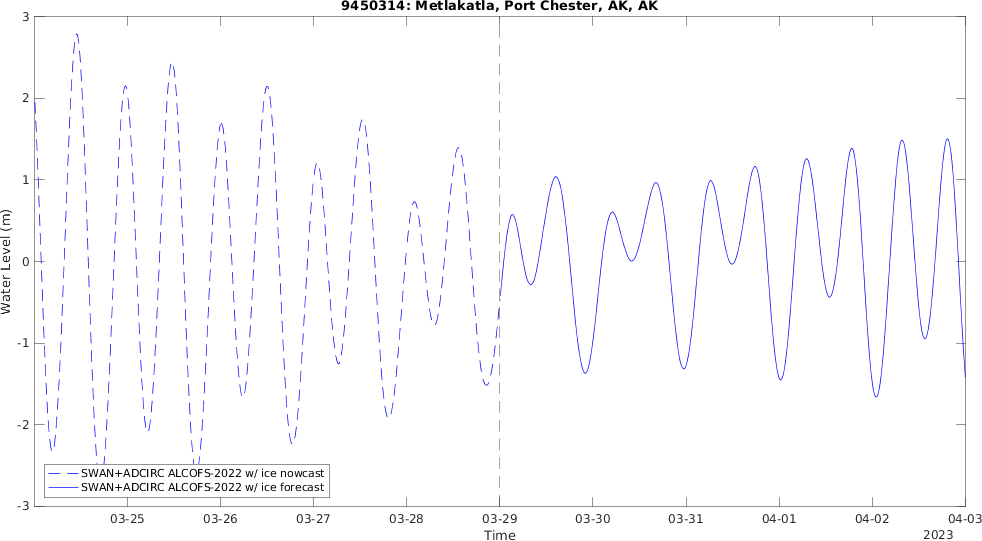 9450314: Metlakatla, Port Chester, AK, AK
3
2
1
0
-1
-2
-3
Water Level (m)
SWAN+ADCIRC ALCOFS-2022 w/ ice nowcast
SWAN+ADCIRC ALCOFS-2022 w/ ice forecast
03-25 03-26 03-27 03-28 03-29 03-30 03-31 04-01 04-02 04-03
Time
2023